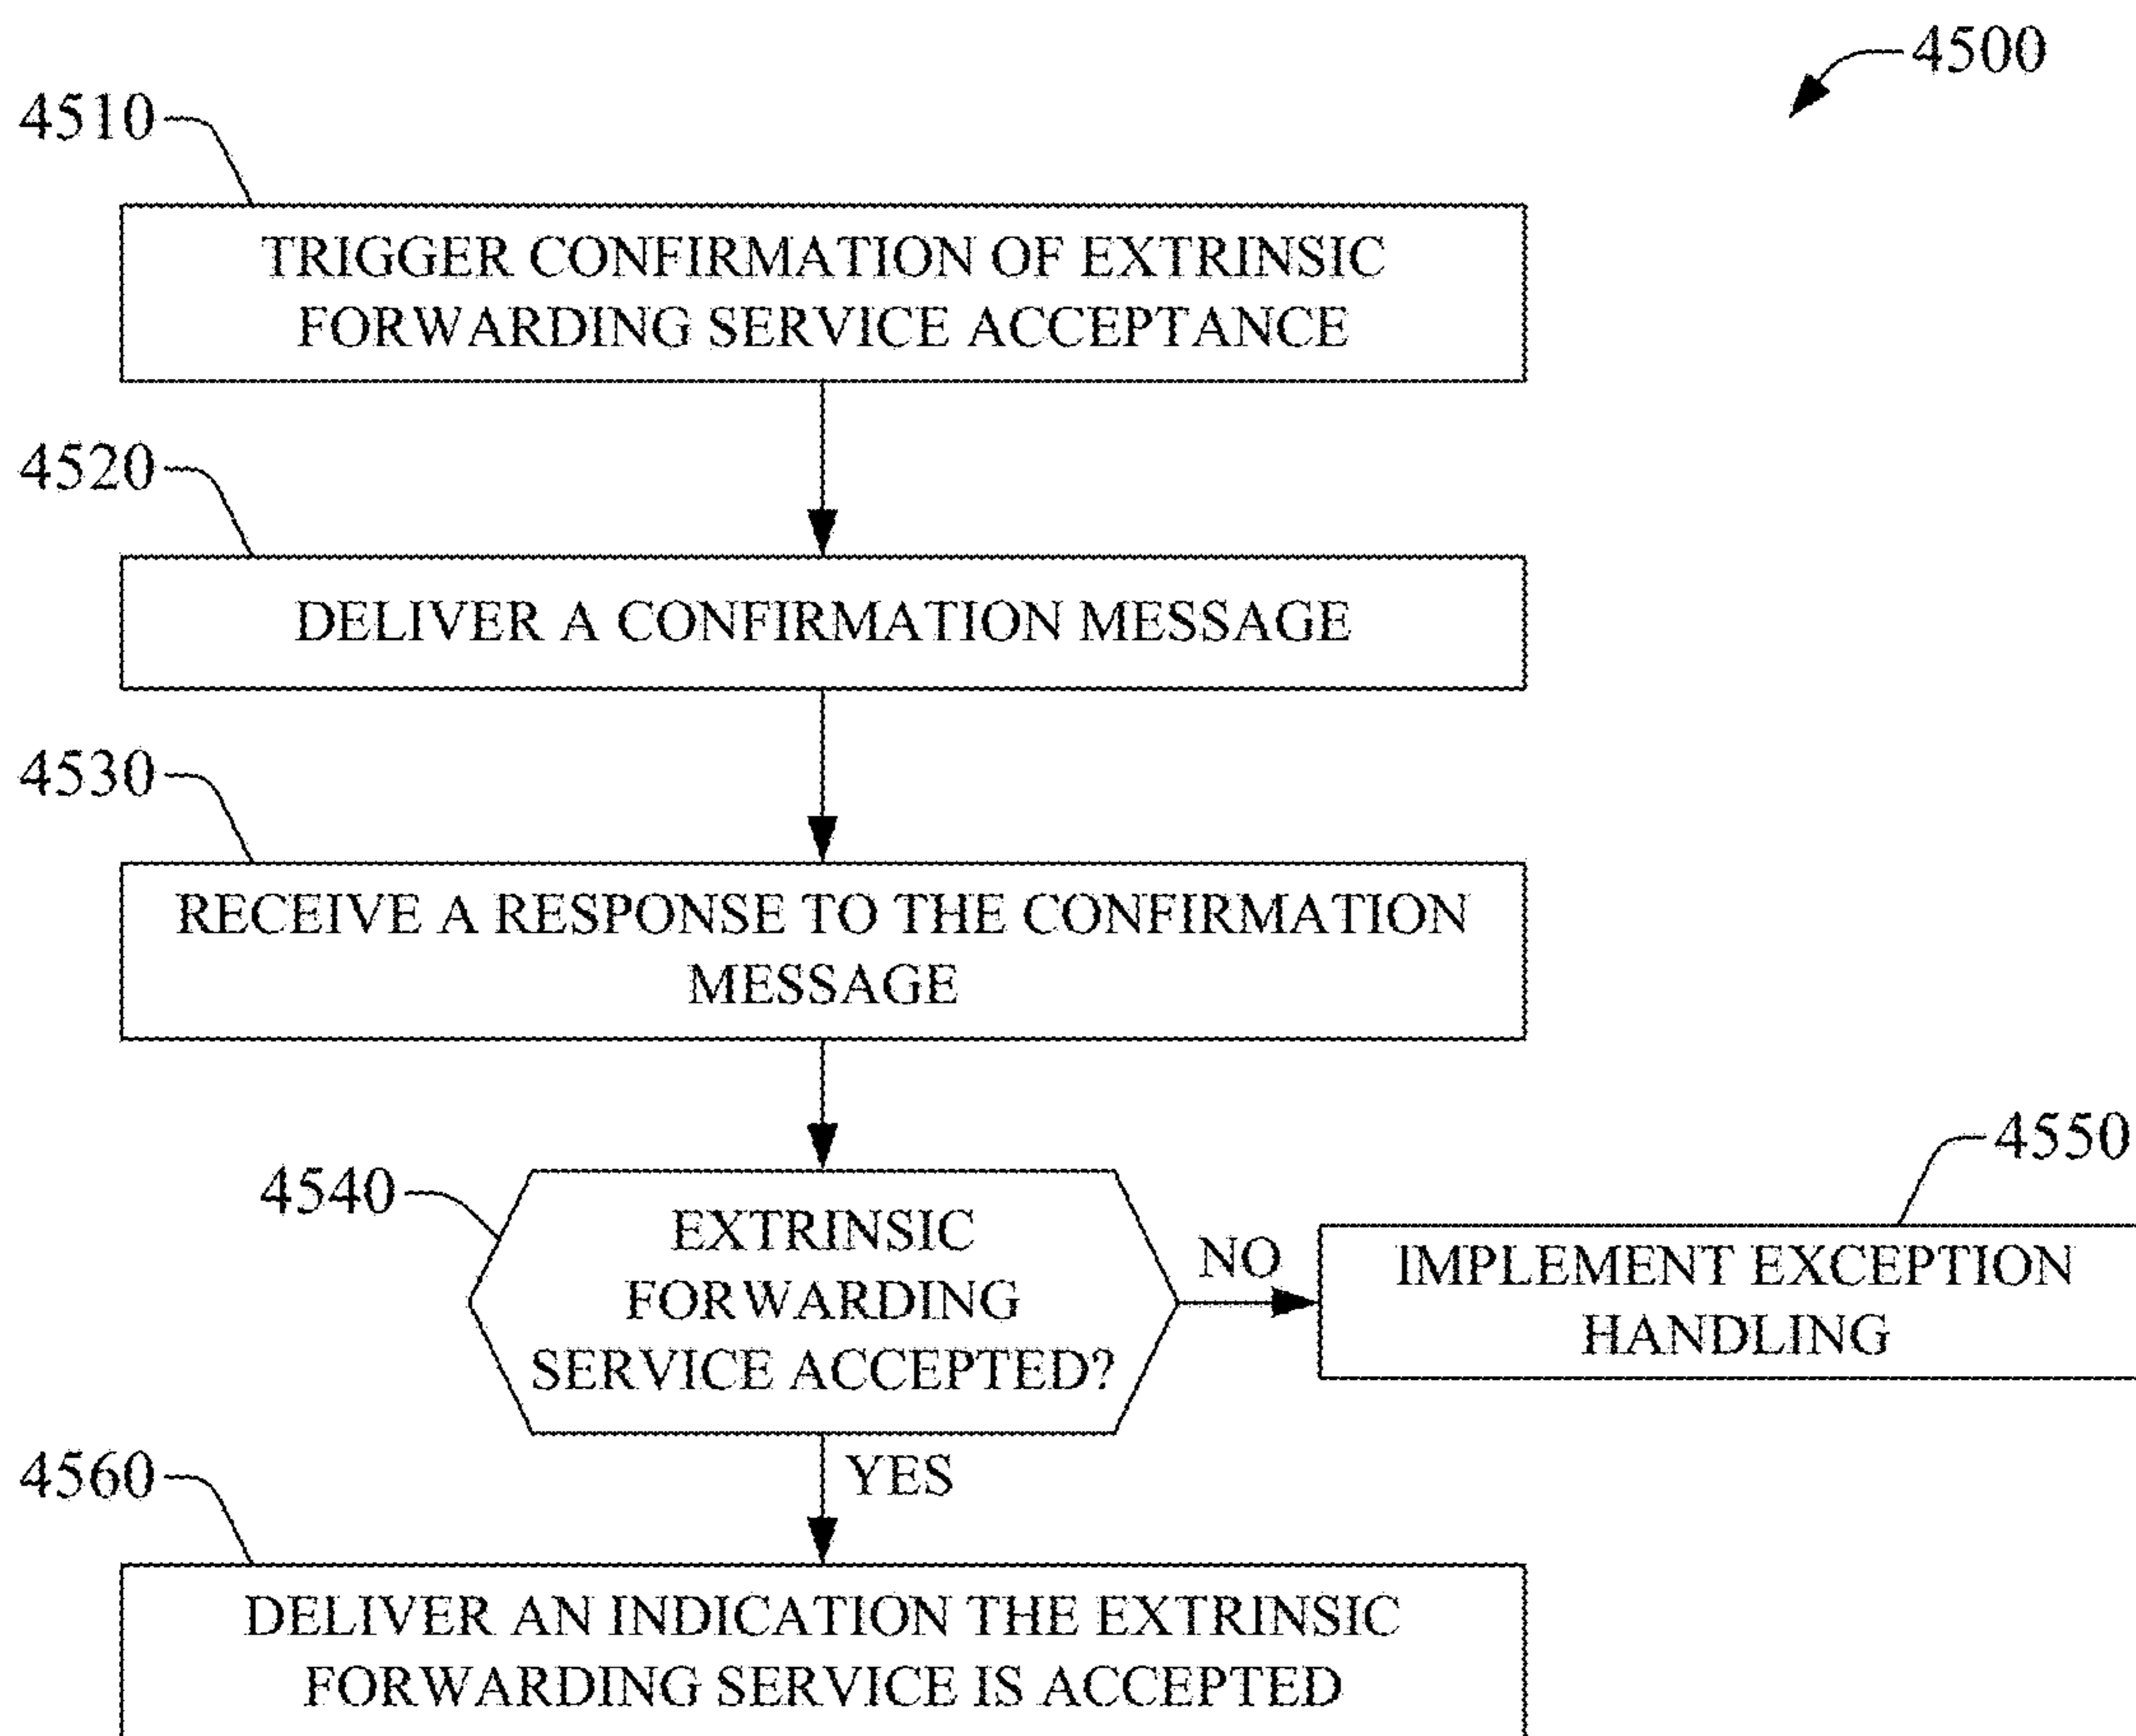 4500
4510
TRIGGER CONFIRMATION OF EXTRINSIC
FORWARDING SERVICE ACCEPTANCE
4520
DELIVER A CONFIRMATION MESSAGE
4530
RECEIVE A RESPONSE TO THE CONFIRMATION
MESSAGE
4540
EXTRINSIC
FORWARDING
SERVICE ACCEPTED?
NO
4550
IMPLEMENT EXCEPTION
HANDLING
YES
4560
DELIVER AN INDICATION THE EXTRINSIC
FORWARDING SERVICE IS ACCEPTED